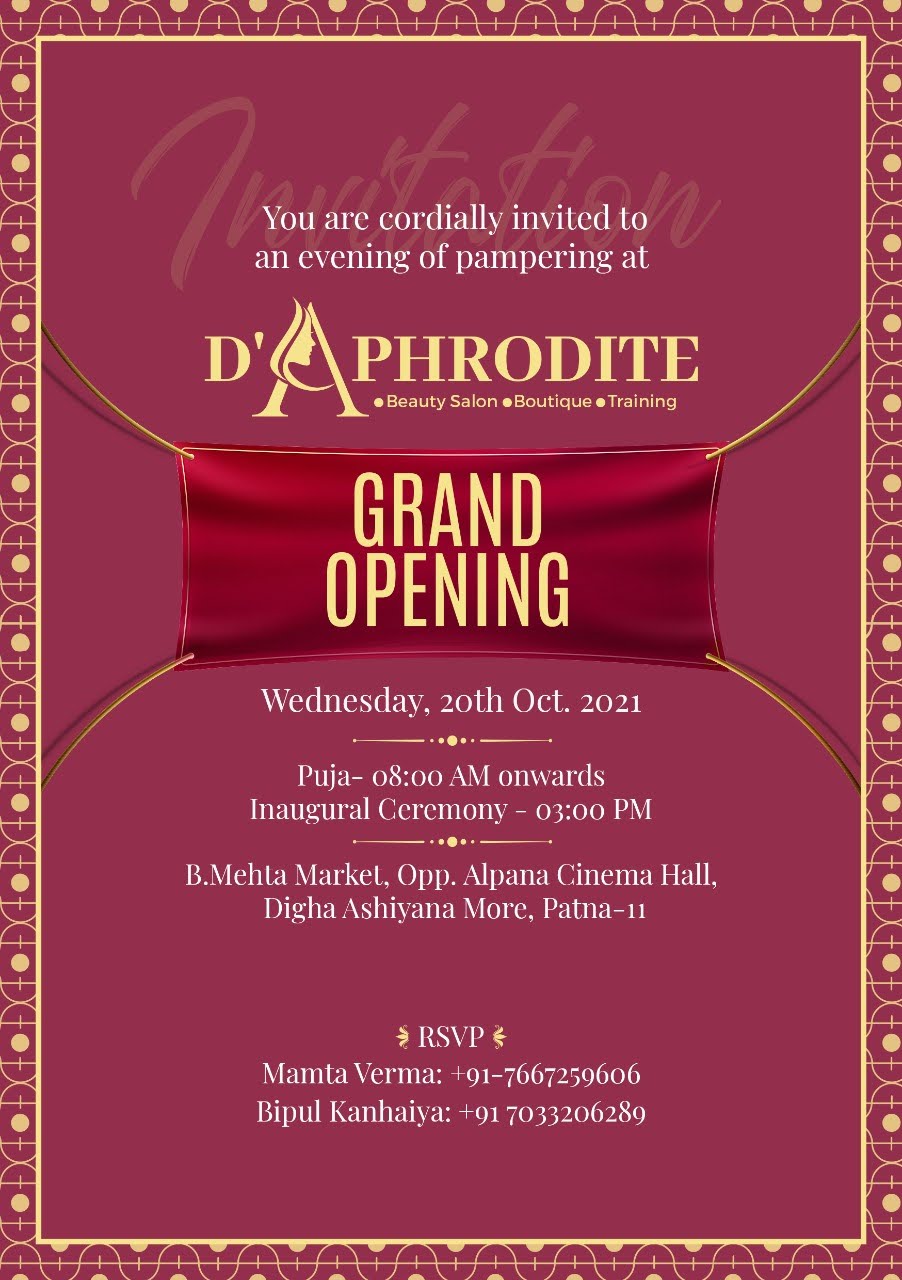 Invitation
You are cordially invited to
an evening of pampering at
D'APHRODITE
●Beauty Salon ●Boutique ●Training
GRAND
OPENING
Wednesday, 20th Oct. 2021
Puja- 08:00 AM onwards
Inaugural Ceremony - 03:00 PM
B.Mehta Market, Opp. Alpana Cinema Hall,
Digha Ashiyana More, Patna-11
RSVP
Mamta Verma: +91-7667259606
Bipul Kanhaiya: +91 7033206289